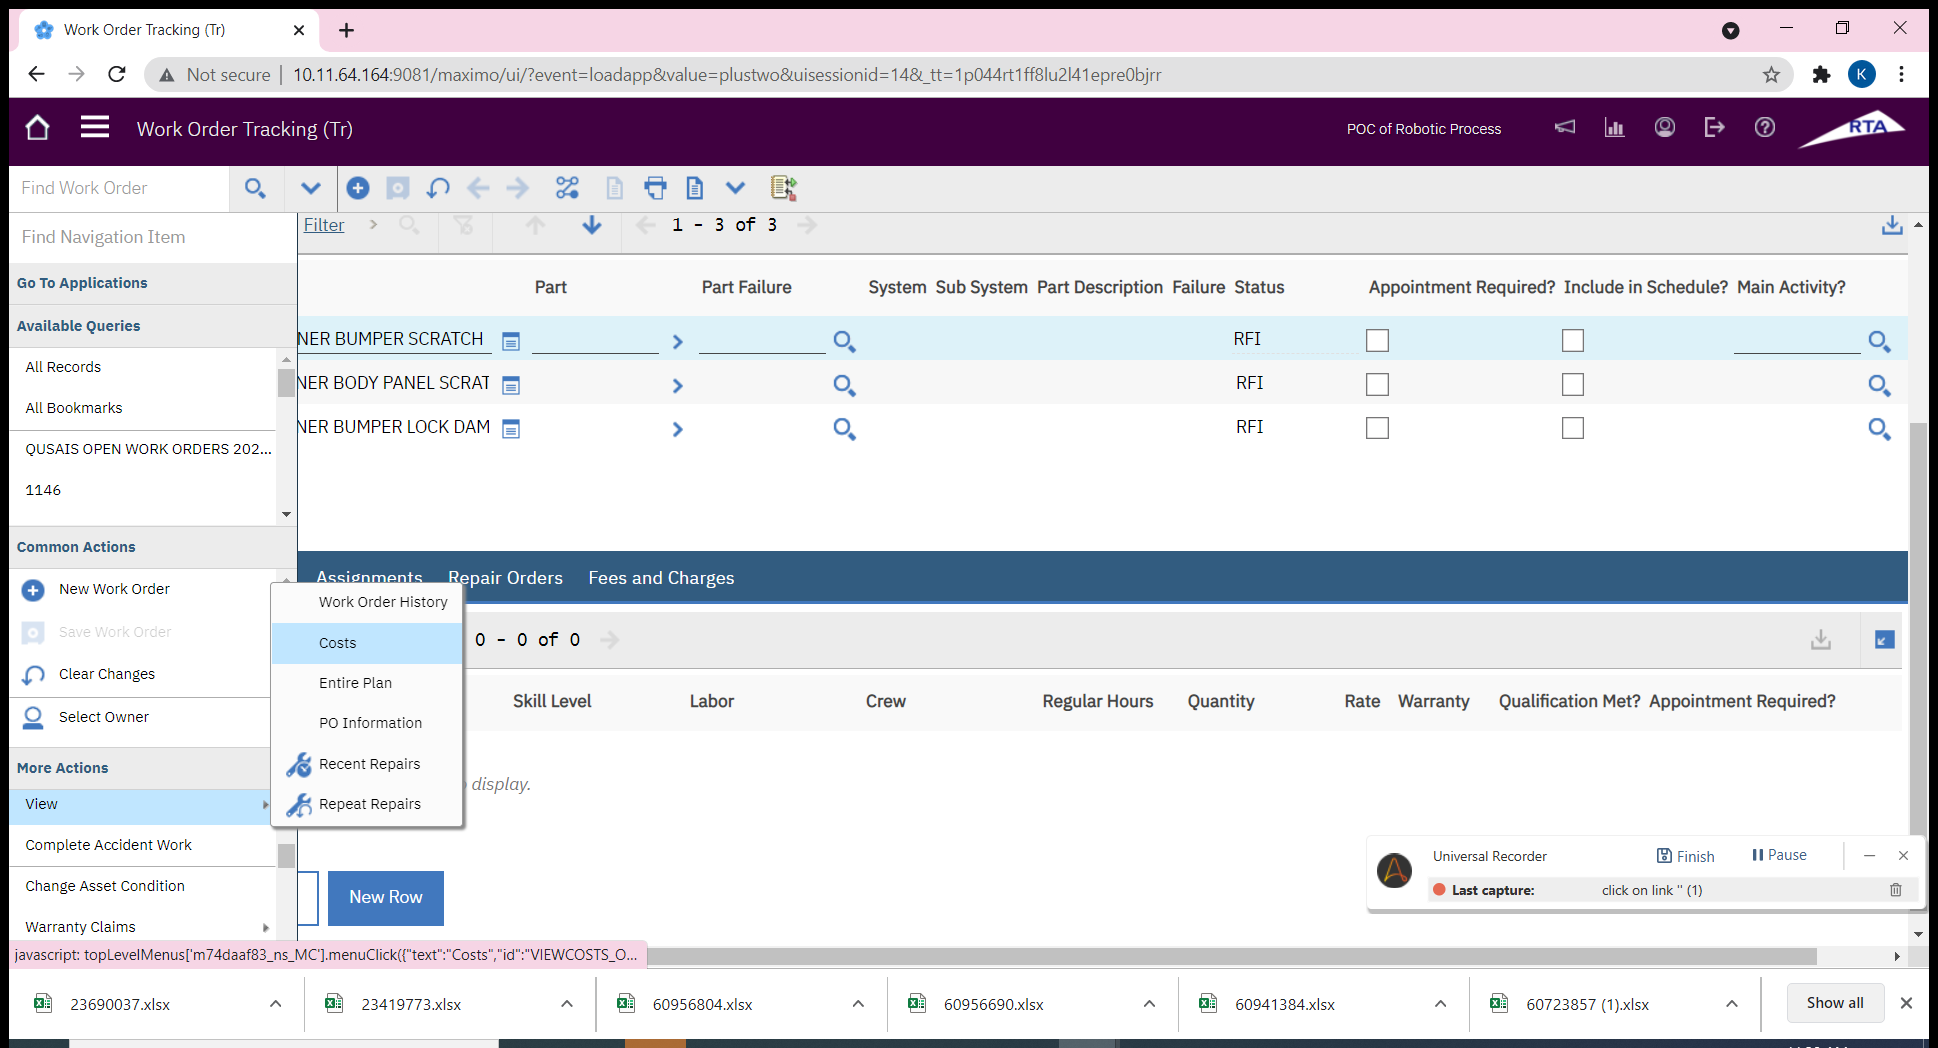 Work Order Tracking (Tr)
Not secure | 10.11.64.164:9081/maximo/ui/?event=loadapp&value=plustwo&uisessionid=14&_tt=1p044rt1ff8lu2l41epre0bjrr
K
Work Order Tracking (Tr)
POC of Robotic Process
RTA
Find Work Order
Find Navigation Item
Filter
1 - 3 of 3
Go To Applications
Part Part Failure System Sub System Part Description Failure Status Appointment Required? Include in Schedule? Main Activity?
Available Queries
NER BUMPER SCRATCH RFI
All Records
NER BODY PANEL SCRAT RFI
All Bookmarks
NER BUMPER LOCK DAM RFI
QUSAIS OPEN WORK ORDERS 202...
1146
Common Actions
Assignments Repair Orders Fees and Charges
New Work Order
Work Order History
Save Work Order
Costs
0 - 0 of 0
Clear Changes
Entire Plan
Skill Level Labor Crew Regular Hours Quantity Rate Warranty Qualification Met? Appointment Required?
Select Owner
PO Information
More Actions
Recent Repairs
display.
View
Repeat Repairs
Complete Accident Work
Change Asset Condition
New Row
Warranty Claims
Universal Recorder
Finish
Pause
Last capture: click on link '' (1)
javascript: topLevelMenus['m74daaf83_ns_MC'].menuClick({"text":"Costs","id":"VIEWCOSTS_O...
23690037.xlsx
23419773.xlsx
60956804.xlsx
60956690.xlsx
60941384.xlsx
60723857 (1).xlsx
Show all